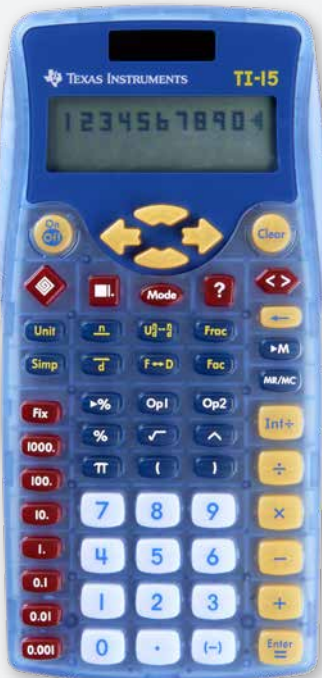 TEXAS INSTRUMENTS TI-15
1234567890◄
On Off Clear
Mode ? < >
Unit n U n/d↔n/d Frac ←
▸M
Simp d F↔D Fac
MR/MC
Fix ▸% Op1 Op2 Int÷
1000. % √ ^
100. π ( ) ÷
10. 7 8 9 ×
1. 4 5 6 −
0.1 1 2 3 +
0.01
0.001 0 . (−) Enter =